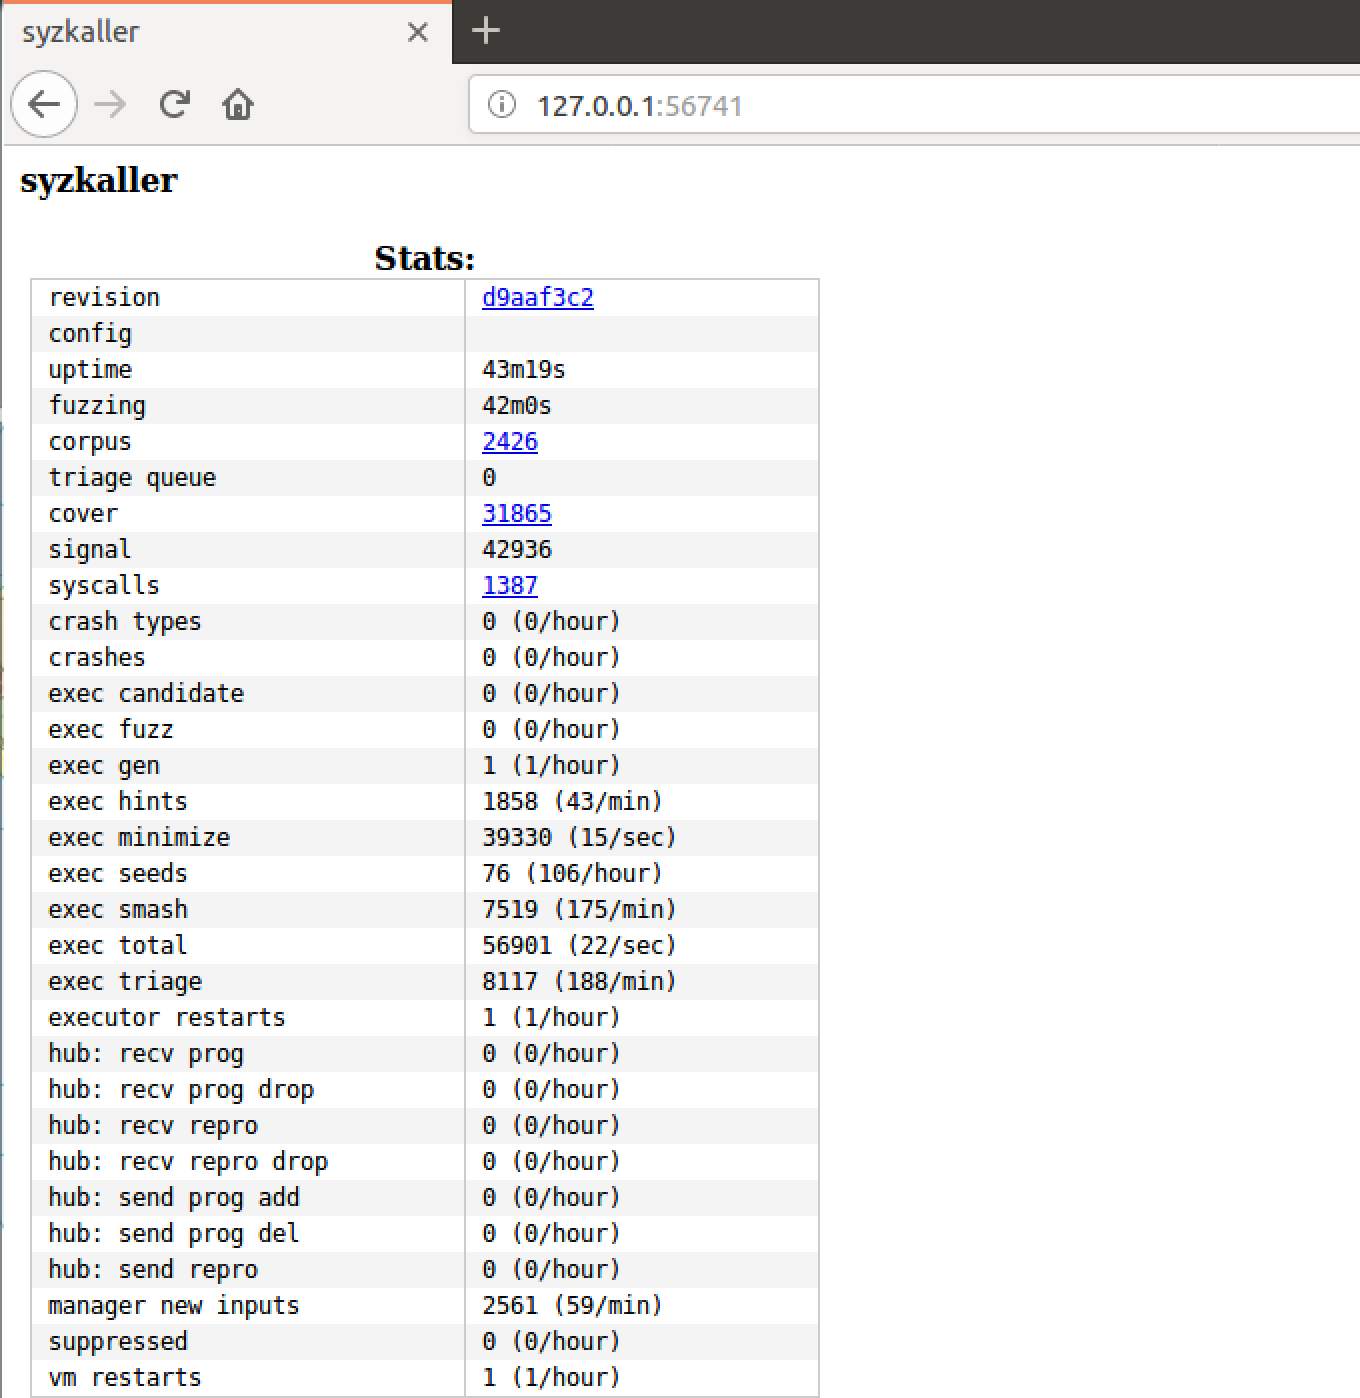 syzkaller
127.0.0.1:56741
syzkaller
Stats:
revision d9aaf3c2
config
uptime 43m19s
fuzzing 42m0s
corpus 2426
triage queue 0
cover 31865
signal 42936
syscalls 1387
crash types 0 (0/hour)
crashes 0 (0/hour)
exec candidate 0 (0/hour)
exec fuzz 0 (0/hour)
exec gen 1 (1/hour)
exec hints 1858 (43/min)
exec minimize 39330 (15/sec)
exec seeds 76 (106/hour)
exec smash 7519 (175/min)
exec total 56901 (22/sec)
exec triage 8117 (188/min)
executor restarts 1 (1/hour)
hub: recv prog 0 (0/hour)
hub: recv prog drop 0 (0/hour)
hub: recv repro 0 (0/hour)
hub: recv repro drop 0 (0/hour)
hub: send prog add 0 (0/hour)
hub: send prog del 0 (0/hour)
hub: send repro 0 (0/hour)
manager new inputs 2561 (59/min)
suppressed 0 (0/hour)
vm restarts 1 (1/hour)